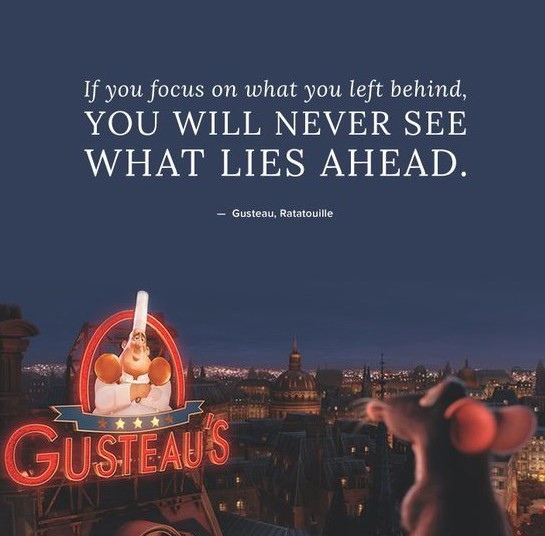 If you focus on what you left behind,
YOU WILL NEVER SEE
WHAT LIES AHEAD.
— Gusteau, Ratatouille
GUSTEAU'S